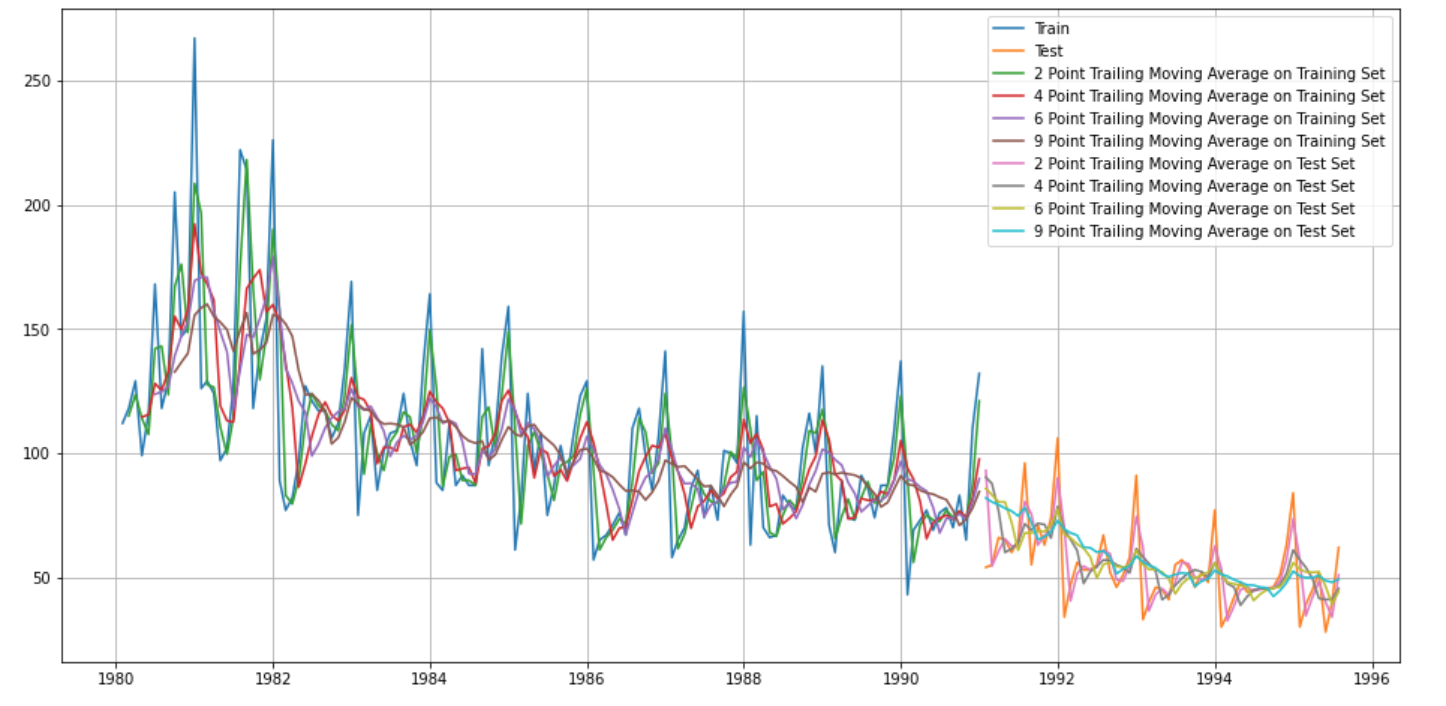 Train
Test
2 Point Trailing Moving Average on Training Set
4 Point Trailing Moving Average on Training Set
6 Point Trailing Moving Average on Training Set
9 Point Trailing Moving Average on Training Set
2 Point Trailing Moving Average on Test Set
4 Point Trailing Moving Average on Test Set
6 Point Trailing Moving Average on Test Set
9 Point Trailing Moving Average on Test Set
250
200
150
100
50
1980 1982 1984 1986 1988 1990 1992 1994 1996